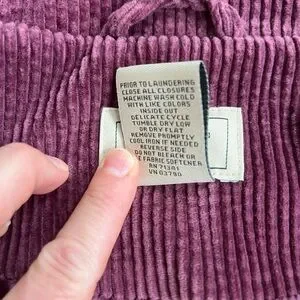 PRIOR TO LAUNDERING
CLOSE ALL CLOSURES
MACHINE WASH COLD
WITH LIKE COLORS
INSIDE OUT
DELICATE CYCLE
TUMBLE DRY LOW
OR DRY FLAT
REMOVE PROMPTLY
COOL IRON IF NEEDED
REVERSE SIDE
DO NOT BLEACH OR
FABRIC SOFTENER
RN 71381
VN 03790